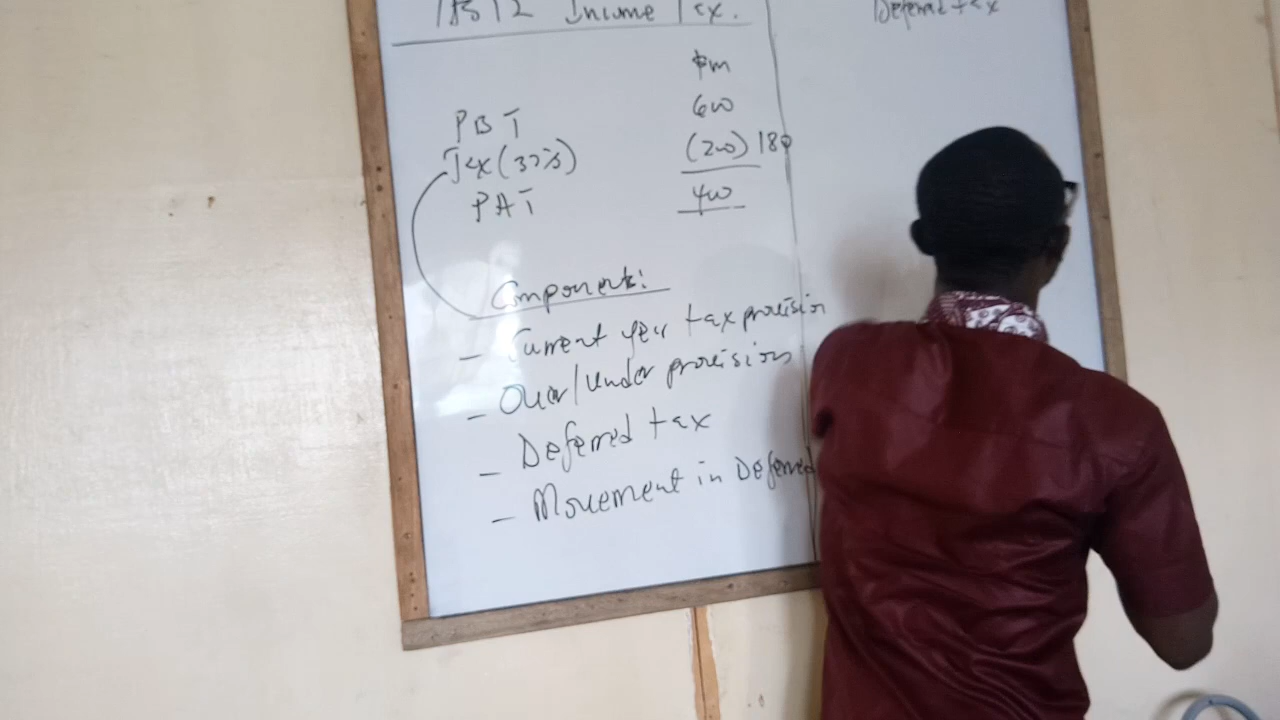 IAS 12 Income Tax.
$m
PBT 600
Tax (30%) (200) 180
PAT 400
Components:
- Current year tax provision
- Over/Under provision
- Deferred tax
- Movement in Deferred
Deferred tax